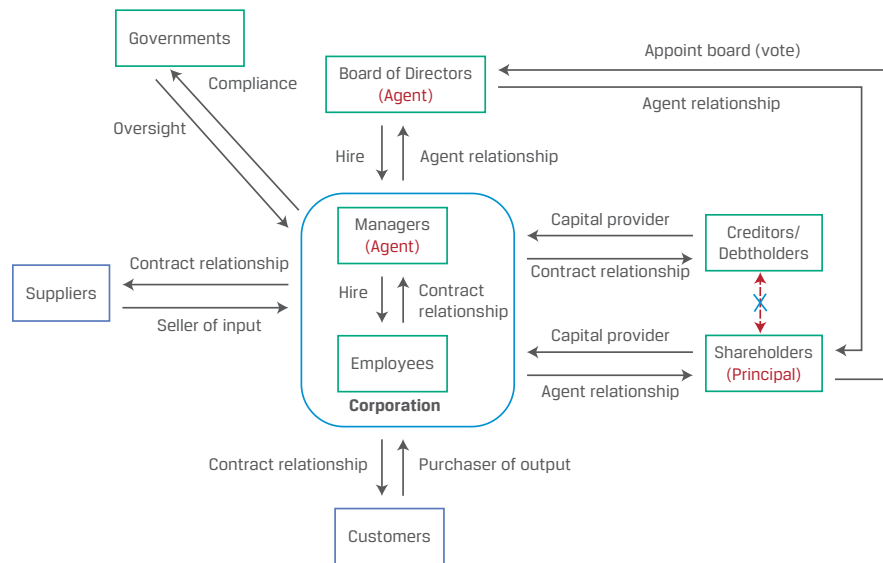 Governments
Compliance
Oversight
Board of Directors
(Agent)
Appoint board (vote)
Agent relationship
Hire
Agent relationship
Managers
(Agent)
Hire
Contract
relationship
Employees
Corporation
Capital provider
Contract relationship
Creditors/
Debtholders
X
Capital provider
Agent relationship
Shareholders
(Principal)
Suppliers
Contract relationship
Seller of input
Contract relationship
Purchaser of output
Customers